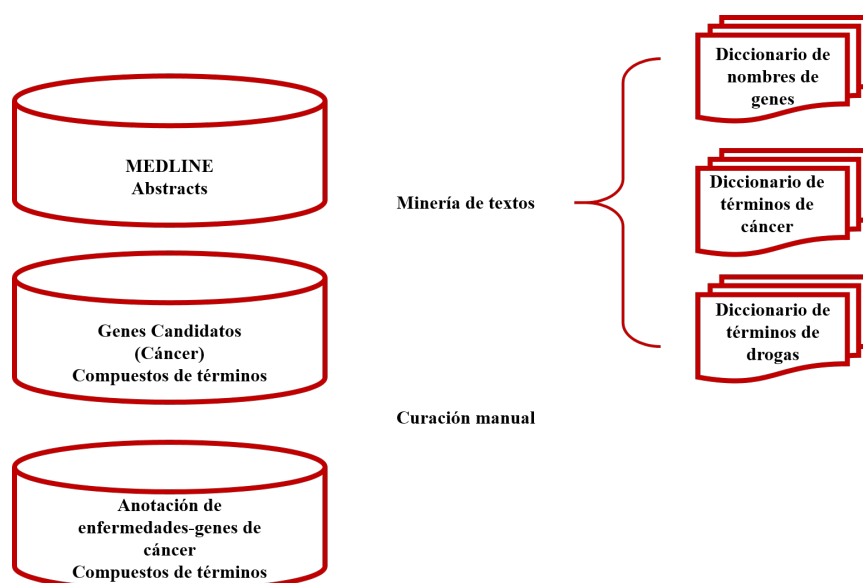 MEDLINE
Abstracts
Genes Candidatos
(Cáncer)
Compuestos de términos
Anotación de
enfermedades-genes de
cáncer
Compuestos de términos
Minería de textos
Curación manual
Diccionario de
nombres de
genes
Diccionario de
términos de
cáncer
Diccionario de
términos de
drogas